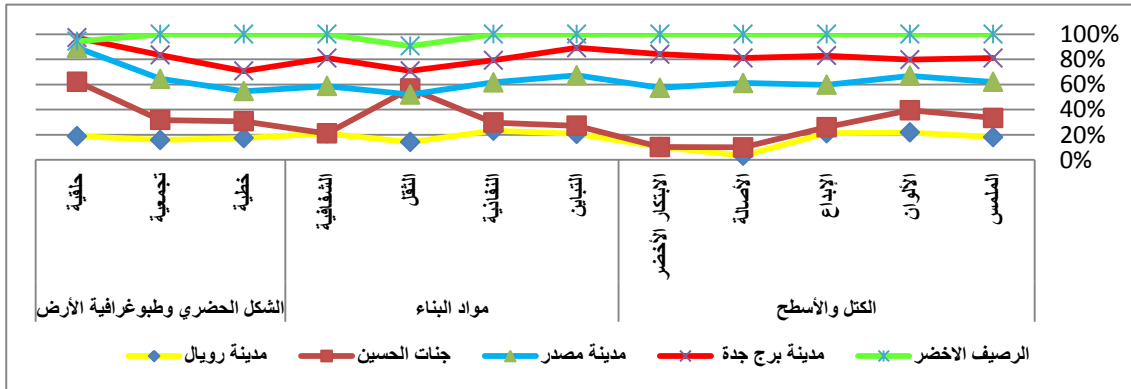 100%
80%
60%
40%
20%
0%
الملمس
الألوان
الإبداع
الأصالة
الابتكار الأخضر
التباين
النفاذية
الثقل
الشفافية
خطية
تجمعية
حلقية
الكتل والأسطح
مواد البناء
الشكل الحضري وطبوغرافية الأرض
الرصيف الاخضر
مدينة برج جدة
مدينة مصدر
جنات الحسين
مدينة رويال